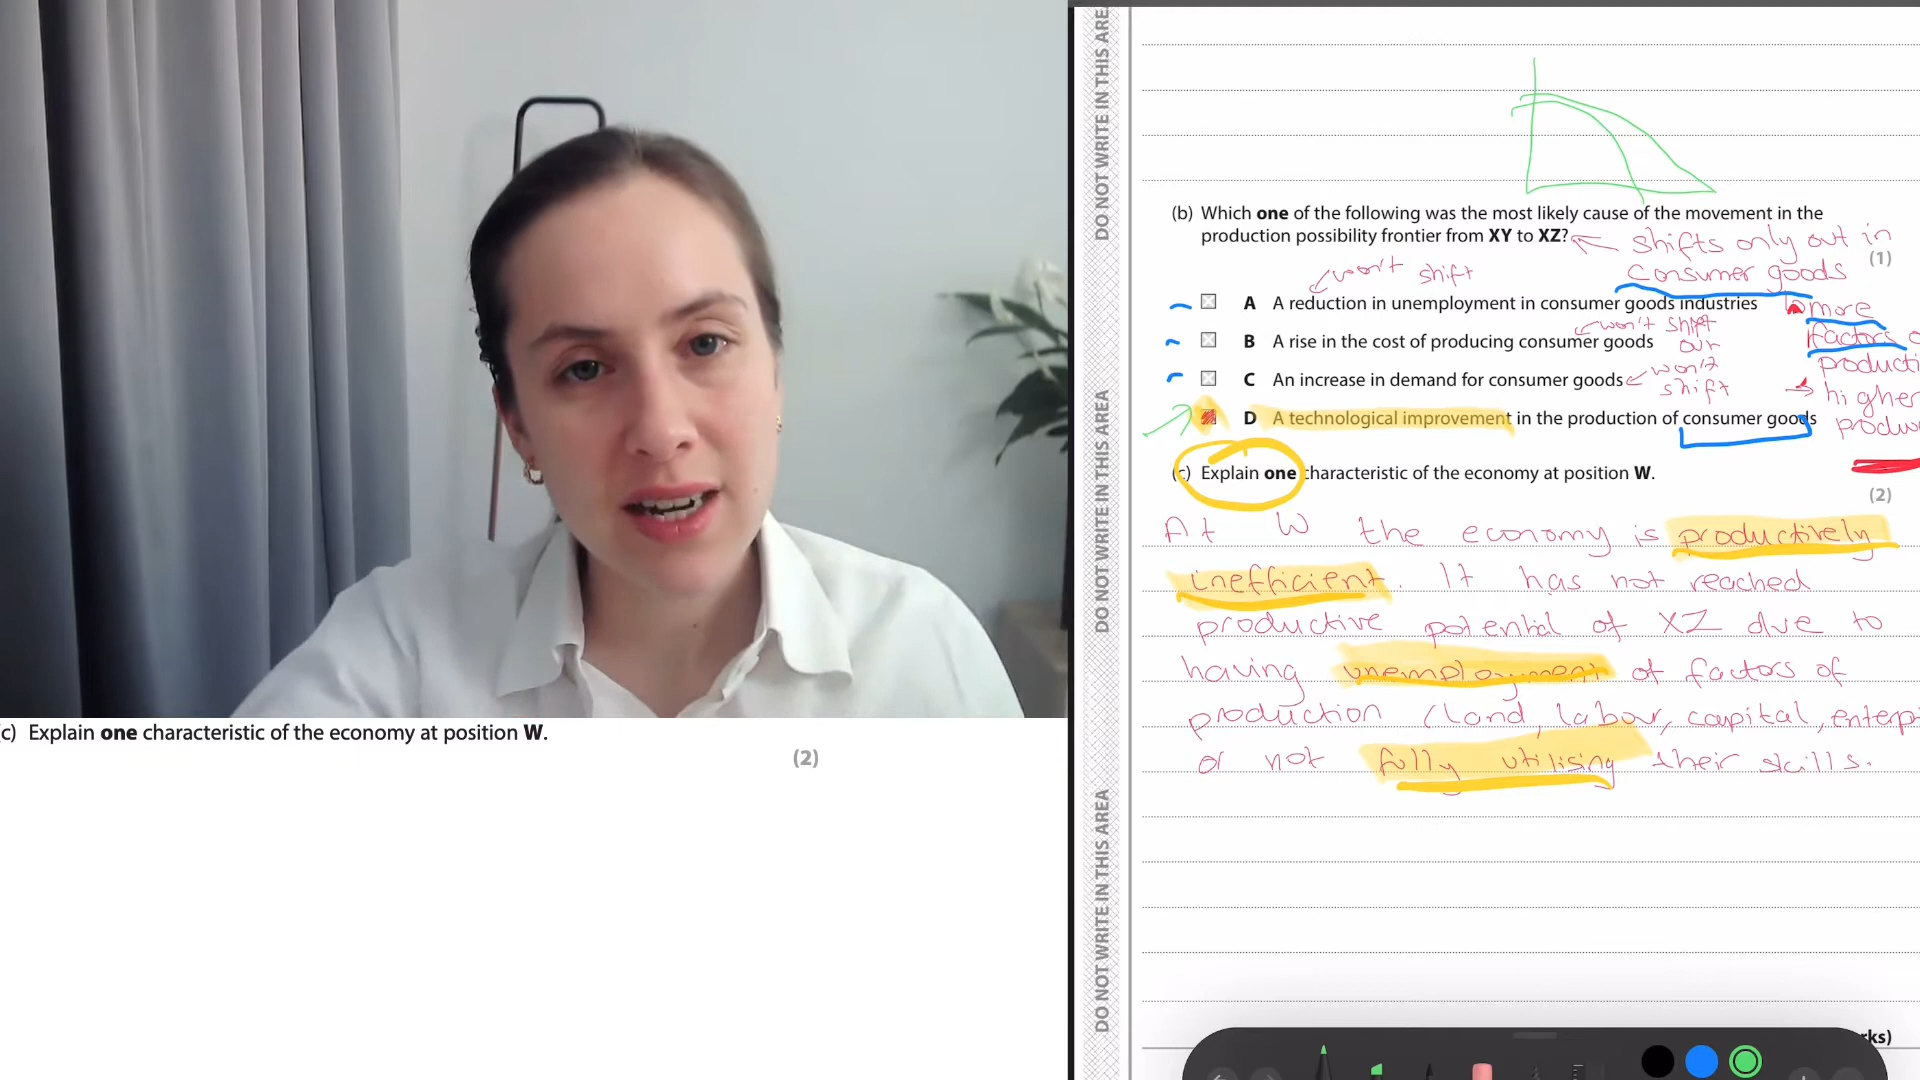 (b) Which one of the following was the most likely cause of the movement in the
production possibility frontier from XY to XZ?
shifts only out in
consumer goods
(1)
won't shift
A A reduction in unemployment in consumer goods industries
more
factors
won't shift
out
B A rise in the cost of producing consumer goods
won't
shift
C An increase in demand for consumer goods
D A technological improvement in the production of consumer goods
(c) Explain one characteristic of the economy at position W.
(2)
At W the economy is productively
inefficient. It has not reached
productive potential of XZ due to
having unemployment of factors of
production (land, labour, capital,
or not fully utilising their skills.
c) Explain one characteristic of the economy at position W.
(2)
DO NOT WRITE IN THIS AREA
DO NOT WRITE IN THIS AREA
DO NOT WRITE IN THIS AREA